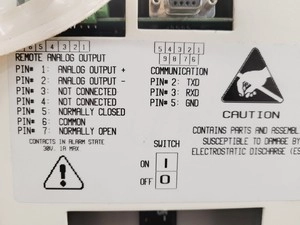 6 5 4 3 2 1
5 4 3 2 1
9 8 7 6
REMOTE ANALOG OUTPUT
PIN# 1: ANALOG OUTPUT +
PIN# 2: ANALOG OUTPUT -
PIN# 3: NOT CONNECTED
PIN# 4: NOT CONNECTED
PIN# 5: NORMALLY CLOSED
PIN# 6: COMMON
PIN# 7: NORMALLY OPEN
CONTACTS IN ALARM STATE
30V 1A MAX
COMMUNICATION
PIN 2: TXD
PIN 3: RXD
PIN 5: GND
SWITCH
ON I
OFF O
CAUTION
CONTAINS PARTS AND ASSEMBL
SUSCEPTIBLE TO DAMAGE BY
ELECTROSTATIC DISCHARGE (ES